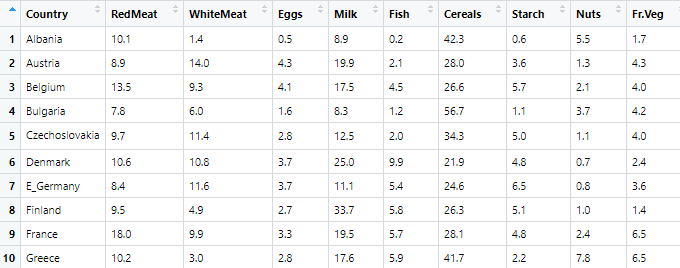 Country RedMeat WhiteMeat Eggs Milk Fish Cereals Starch Nuts Fr.Veg
1 Albania 10.1 1.4 0.5 8.9 0.2 42.3 0.6 5.5 1.7
2 Austria 8.9 14.0 4.3 19.9 2.1 28.0 3.6 1.3 4.3
3 Belgium 13.5 9.3 4.1 17.5 4.5 26.6 5.7 2.1 4.0
4 Bulgaria 7.8 6.0 1.6 8.3 1.2 56.7 1.1 3.7 4.2
5 Czechoslovakia 9.7 11.4 2.8 12.5 2.0 34.3 5.0 1.1 4.0
6 Denmark 10.6 10.8 3.7 25.0 9.9 21.9 4.8 0.7 2.4
7 E_Germany 8.4 11.6 3.7 11.1 5.4 24.6 6.5 0.8 3.6
8 Finland 9.5 4.9 2.7 33.7 5.8 26.3 5.1 1.0 1.4
9 France 18.0 9.9 3.3 19.5 5.7 28.1 4.8 2.4 6.5
10 Greece 10.2 3.0 2.8 17.6 5.9 41.7 2.2 7.8 6.5